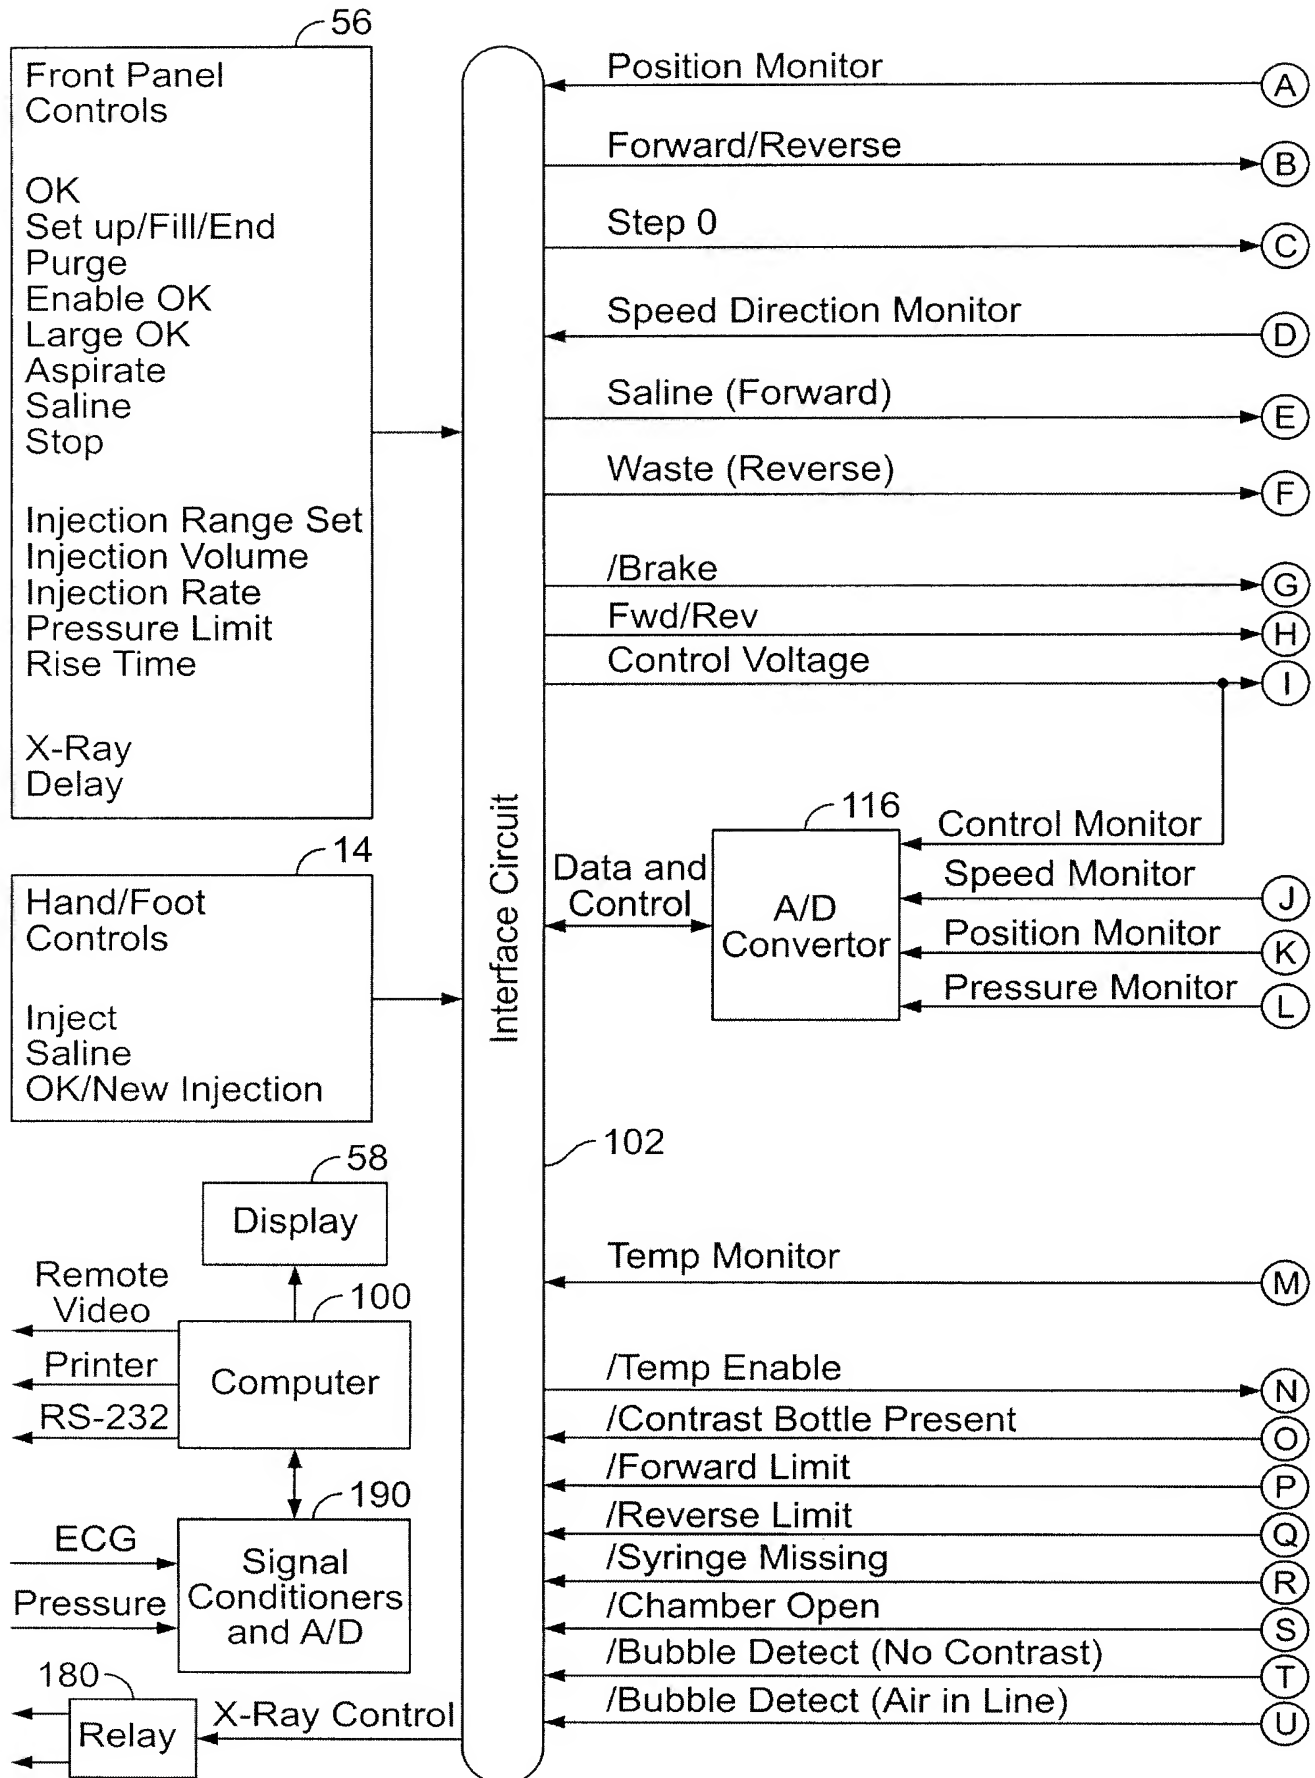 56
Front Panel
Controls
OK
Set up/Fill/End
Purge
Enable OK
Large OK
Aspirate
Saline
Stop
Injection Range Set
Injection Volume
Injection Rate
Pressure Limit
Rise Time
X-Ray
Delay
14
Hand/Foot
Controls
Inject
Saline
OK/New Injection
58
Display
Remote
Video
Printer
RS-232
100
Computer
ECG
Pressure
190
Signal
Conditioners
and A/D
180
Relay
X-Ray Control
Interface Circuit
102
Position Monitor
A
Forward/Reverse
B
Step 0
C
Speed Direction Monitor
D
Saline (Forward)
E
Waste (Reverse)
F
/Brake
G
Fwd/Rev
H
Control Voltage
I
Data and
Control
116
A/D
Convertor
Control Monitor
Speed Monitor
J
Position Monitor
K
Pressure Monitor
L
Temp Monitor
M
/Temp Enable
N
/Contrast Bottle Present
O
/Forward Limit
P
/Reverse Limit
Q
/Syringe Missing
R
/Chamber Open
S
/Bubble Detect (No Contrast)
T
/Bubble Detect (Air in Line)
U